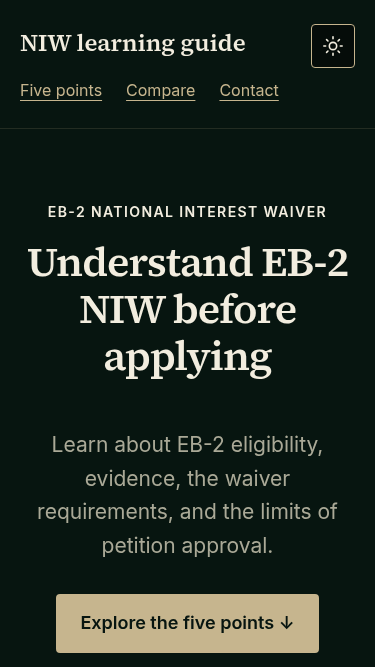 NIW learning guide
Five points Compare Contact
EB-2 NATIONAL INTEREST WAIVER
Understand EB-2
NIW before
applying
Learn about EB-2 eligibility,
evidence, the waiver
requirements, and the limits of
petition approval.
Explore the five points ↓